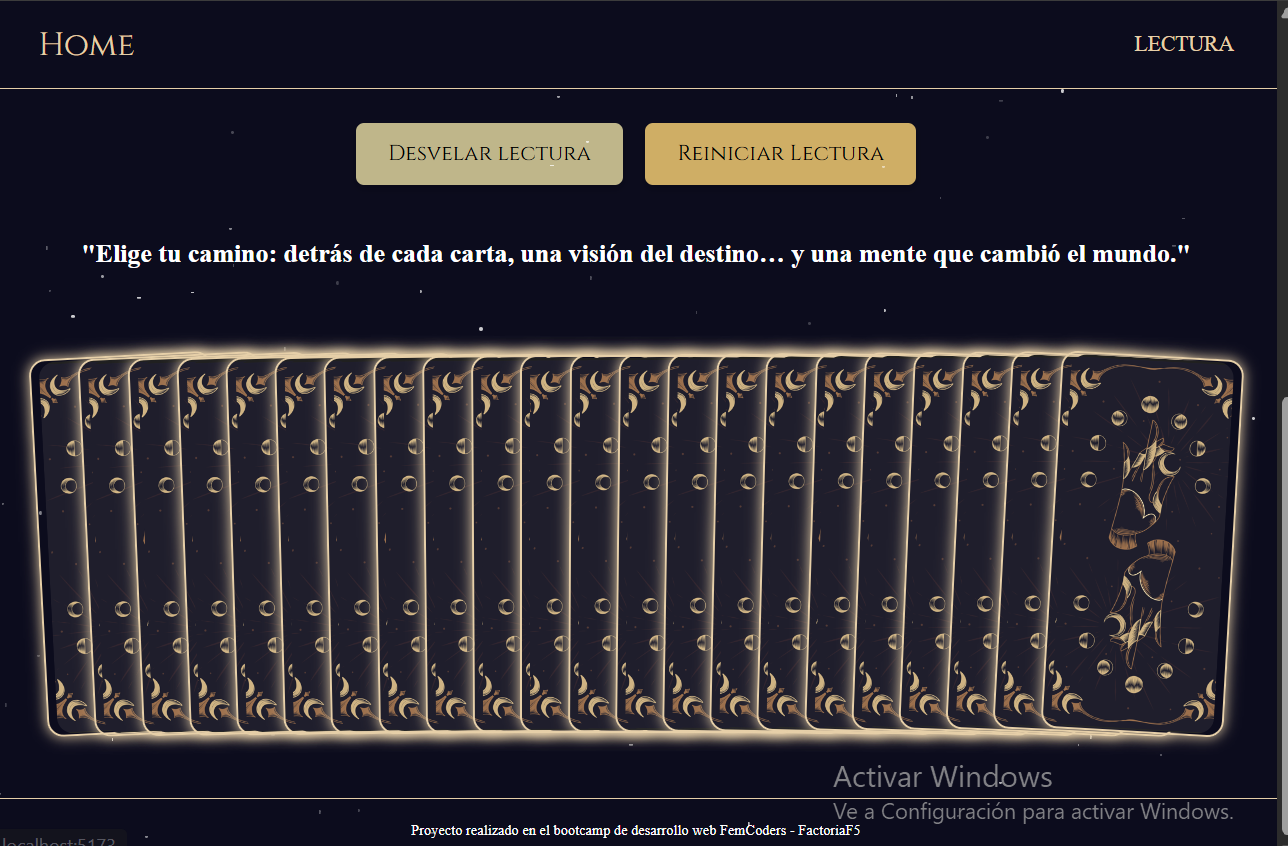 Home
LECTURA
Desvelar lectura
Reiniciar Lectura
"Elige tu camino: detrás de cada carta, una visión del destino… y una mente que cambió el mundo."
Activar Windows
Ve a Configuración para activar Windows.
Proyecto realizado en el bootcamp de desarrollo web FemCoders - FactoriaF5
localhost:5173